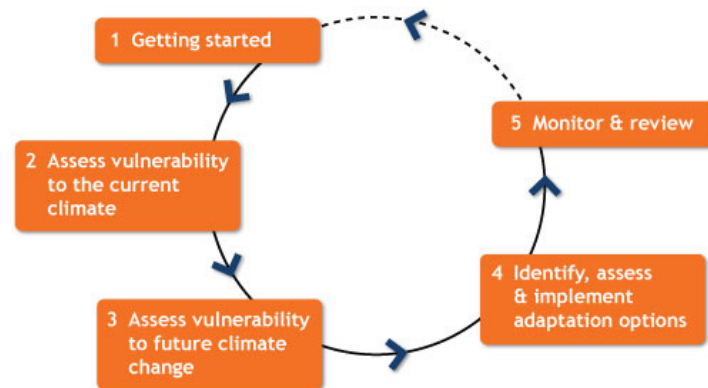 1 Getting started
2 Assess vulnerability
to the current
climate
3 Assess vulnerability
to future climate
change
4 Identify, assess
& implement
adaptation options
5 Monitor & review